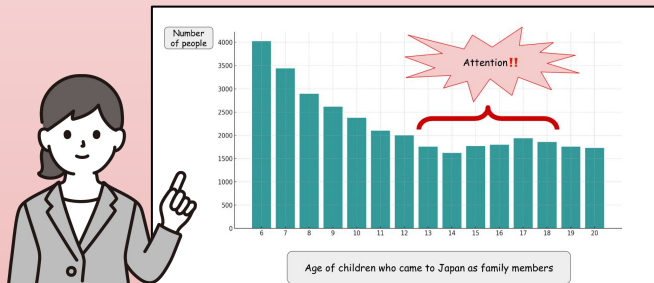 Number
of people
Attention!!
4000
3500
3000
2500
2000
1500
1000
500
0
6 7 8 9 10 11 12 13 14 15 16 17 18 19 20
Age of children who came to Japan as family members